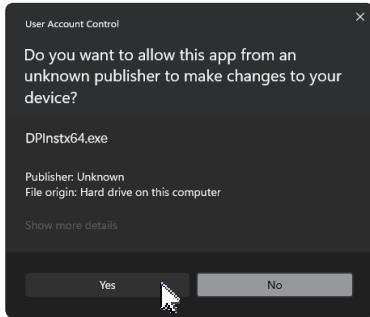 User Account Control
Do you want to allow this app from an
unknown publisher to make changes to your
device?
DPInstx64.exe
Publisher: Unknown
File origin: Hard drive on this computer
Show more details
Yes
No